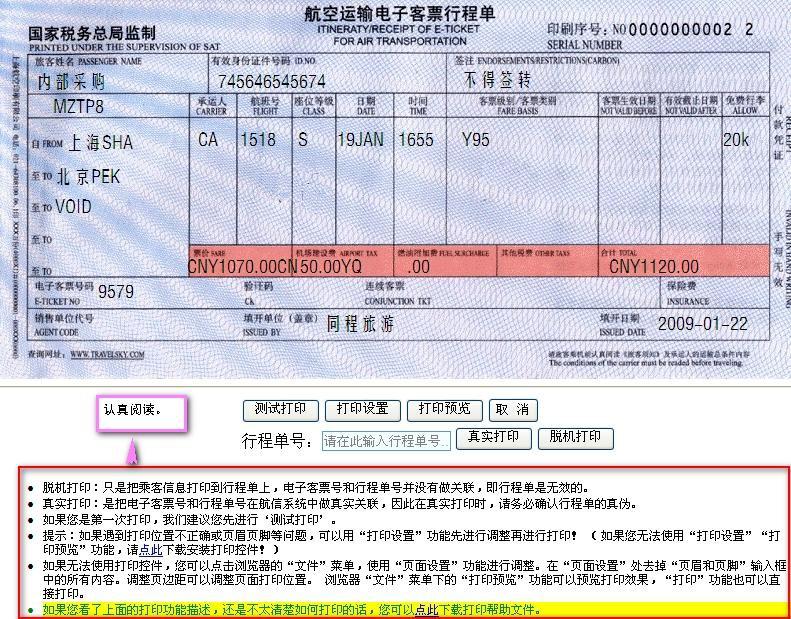 航空运输电子客票行程单
国家税务总局监制
ITINERATY/RECEIPT OF E-TICKET
印刷序号: NO 0000000002 2
PRINTED UNDER THE SUPERVISION OF SAT
FOR AIR TRANSPORTATION
SERIAL NUMBER
旅客姓名 PASSENGER NAME 有效身份证件号码 ID.NO. 签注 ENDORSEMENTS/RESTRICTIONS(CARBON)
内部采购 745646545674 不得签转
MZTP8 承运人 航班号 座位等级 日期 时间 客票级别/客票类别 客票生效日期 有效截止日期 免费行李
CARRIER FLIGHT CLASS DATE TIME FARE BASIS NOT VALID BEFORE NOT VALID AFTER ALLOW
自 FROM 上海SHA CA 1518 S 19JAN 1655 Y95 20k
至 TO 北京PEK
至 TO VOID
至 TO
票价 FARE 机场建设费 AIRPORT TAX 燃油附加费 FUEL SURCHARGE 其他税费 OTHER TAXS 合计 TOTAL
至 TO CNY1070.00CN50.00YQ .00 CNY1120.00
电子客票号码 9579 验证码 连续客票 保险费
E-TICKET NO CK CONJUNCTION TKT INSURANCE
销售单位代号 填开单位 (盖章) 同程旅游 填开日期 2009-01-22
AGENT CODE ISSUED BY ISSUED DATE
查询网址: WWW.TRAVELSKY.COM
The conditions of the carrier must be readed before traveling.
付款凭证
手写无效
认真阅读。
测试打印 打印设置 打印预览 取 消
行程单号: 请在此输入行程单号.. 真实打印 脱机打印
● 脱机打印：只是把乘客信息打印到行程单上，电子客票号和行程单号并没有做关联，即行程单是无效的。
● 真实打印：是把电子客票号和行程单号在航信系统中做真实关联，因此在真实打印时，请务必确认行程单的真伪。
● 如果您是第一次打印，我们建议您先进行‘测试打印’。
● 提示：如果遇到打印位置不正确或页眉页脚等问题，可以用“打印设置”功能先进行调整再进行打印！（如果您无法使用“打印设置”“打
印预览”功能，请点此下载安装打印控件！）
● 如果无法使用打印控件，您可以点击浏览器的“文件”菜单，使用“页面设置”功能进行调整。在“页面设置”处去掉“页眉和页脚”输入框
中的所有内容。调整页边距可以调整页面打印位置。 浏览器“文件”菜单下的“打印预览”功能可以预览打印效果，“打印”功能也可以直
接打印。
● 如果您看了上面的打印功能描述，还是不太清楚如何打印的话，您可以点此下载打印帮助文件。